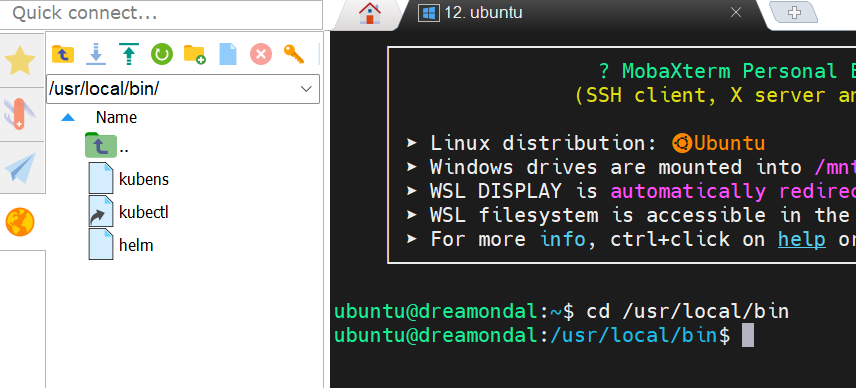 Quick connect...
12. ubuntu
/usr/local/bin/
Name
..
kubens
kubectl
helm
? MobaXterm Personal E
(SSH client, X server an
➤ Linux distribution: Ubuntu
➤ Windows drives are mounted into /mnt
➤ WSL DISPLAY is automatically redirec
➤ WSL filesystem is accessible in the
➤ For more info, ctrl+click on help or
ubuntu@dreamondal:~$ cd /usr/local/bin
ubuntu@dreamondal:/usr/local/bin$